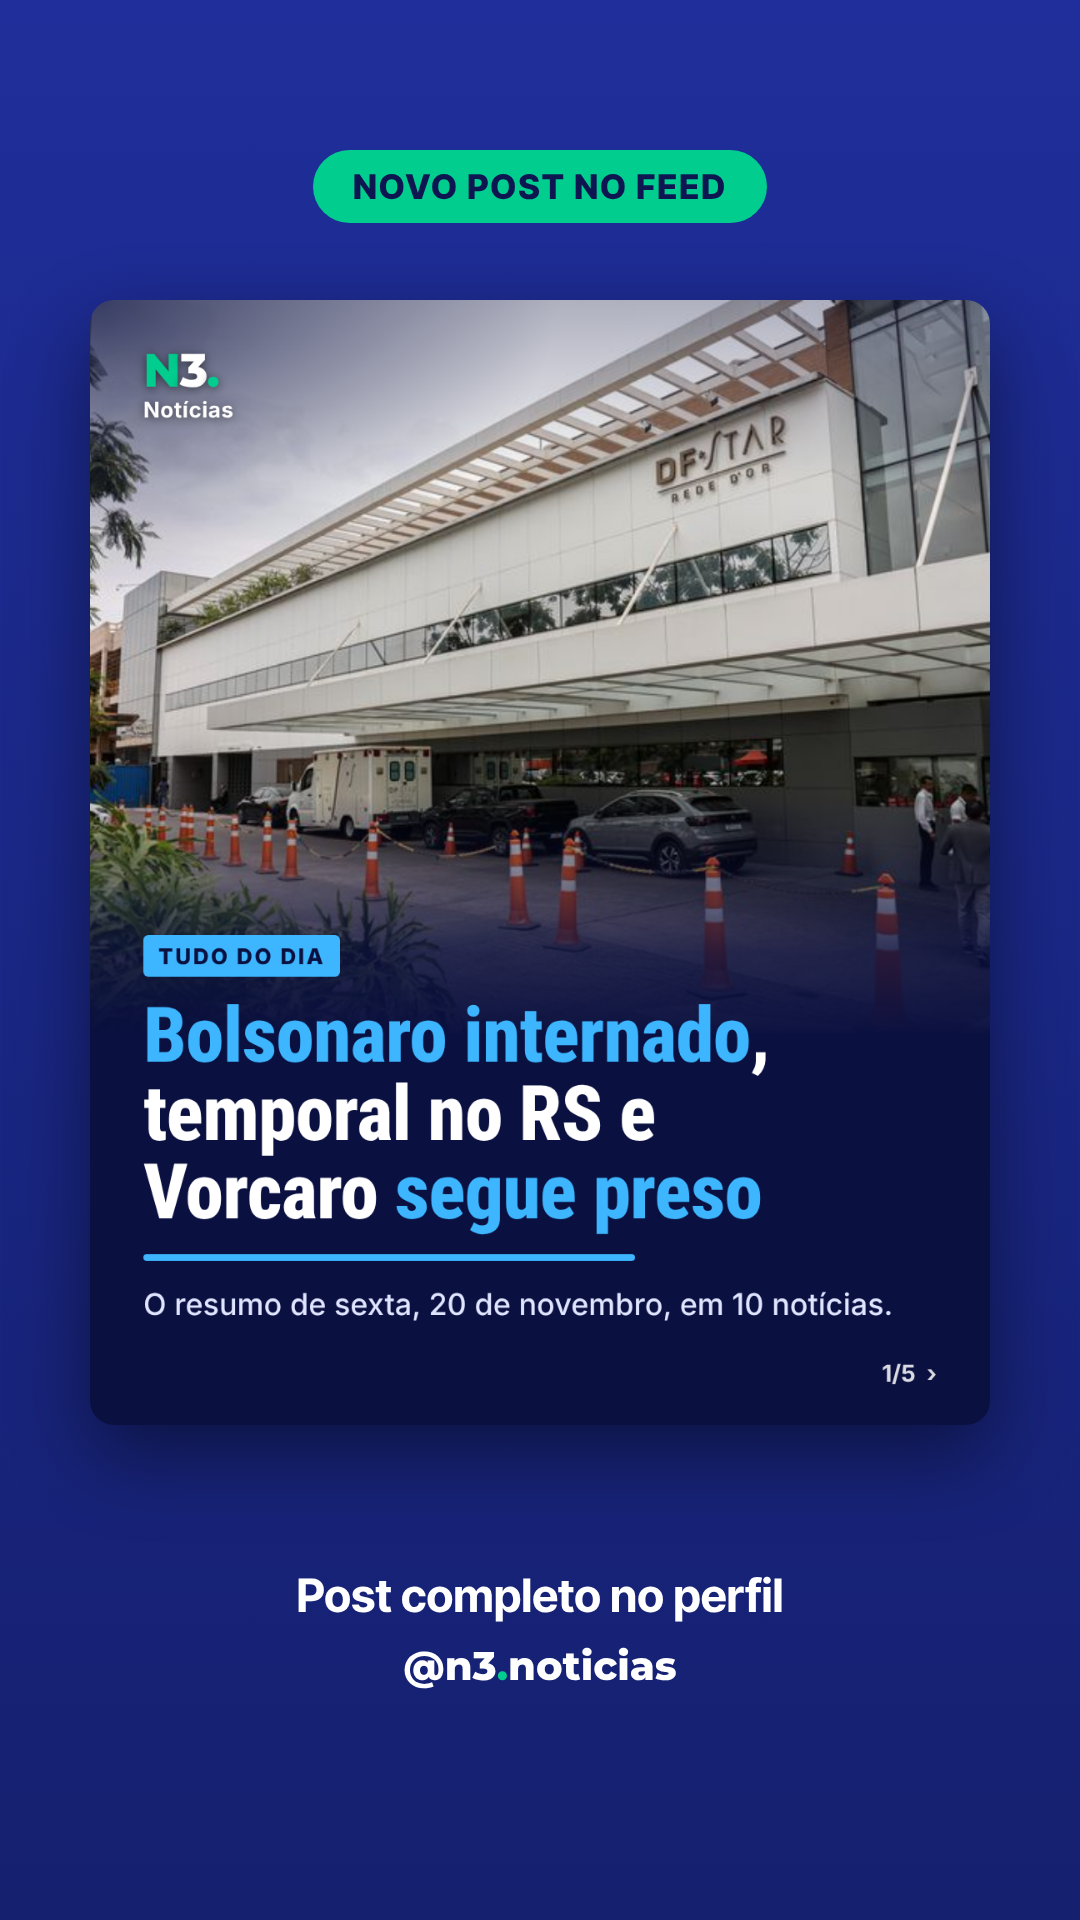 NOVO POST NO FEED
N3.
Notícias
DF★STAR
REDE D'OR
TUDO DO DIA
Bolsonaro internado,
temporal no RS e
Vorcaro segue preso
O resumo de sexta, 20 de novembro, em 10 notícias.
1/5 ›
Post completo no perfil
@n3.noticias